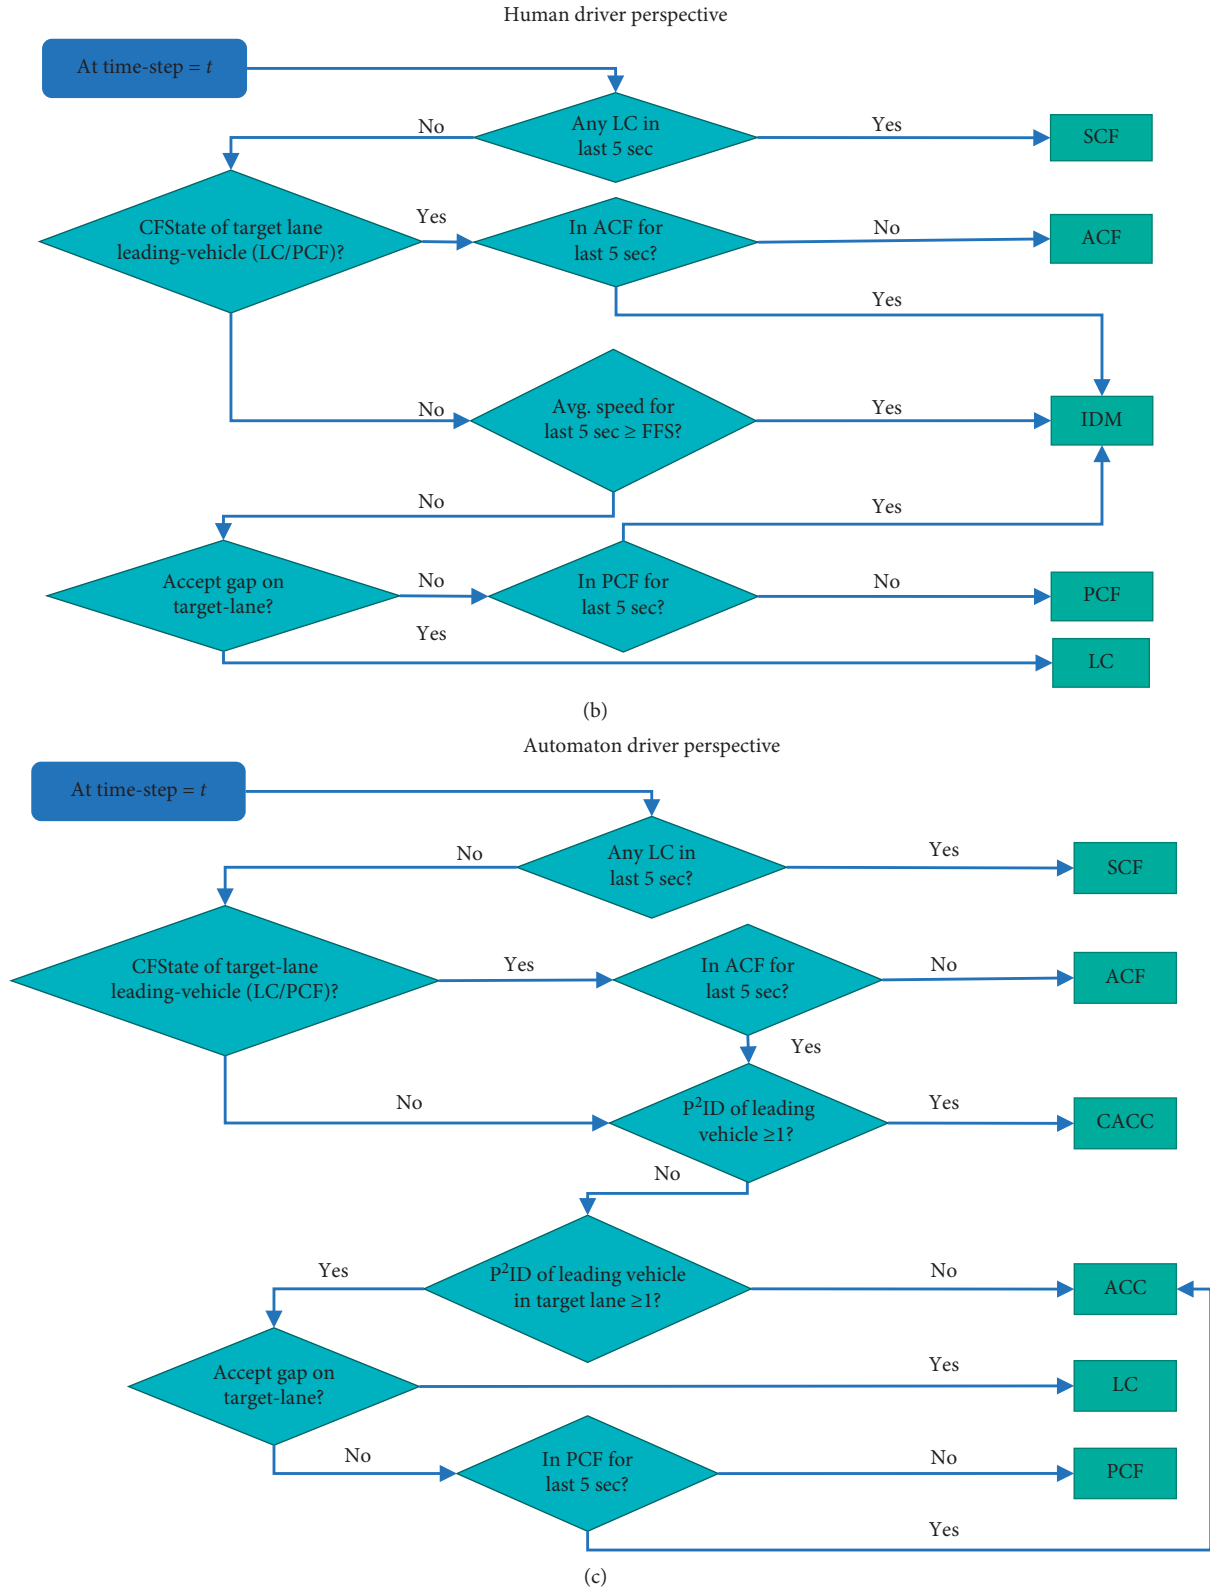 Human driver perspective
At time-step = t
Any LC in
last 5 sec
No
Yes
SCF
CFState of target lane
leading-vehicle (LC/PCF)?
Yes
In ACF for
last 5 sec?
No
ACF
Yes
No
Avg. speed for
last 5 sec ≥ FFS?
Yes
IDM
No
Yes
Accept gap on
target-lane?
No
In PCF for
last 5 sec?
No
PCF
Yes
LC
(b)
Automaton driver perspective
At time-step = t
Any LC in
last 5 sec?
No
Yes
SCF
CFState of target-lane
leading-vehicle (LC/PCF)?
Yes
In ACF for
last 5 sec?
No
ACF
Yes
No
P²ID of leading
vehicle ≥1?
Yes
CACC
No
Yes
P²ID of leading vehicle
in target lane ≥1?
No
ACC
Accept gap on
target-lane?
Yes
LC
No
In PCF for
last 5 sec?
No
PCF
Yes
(c)